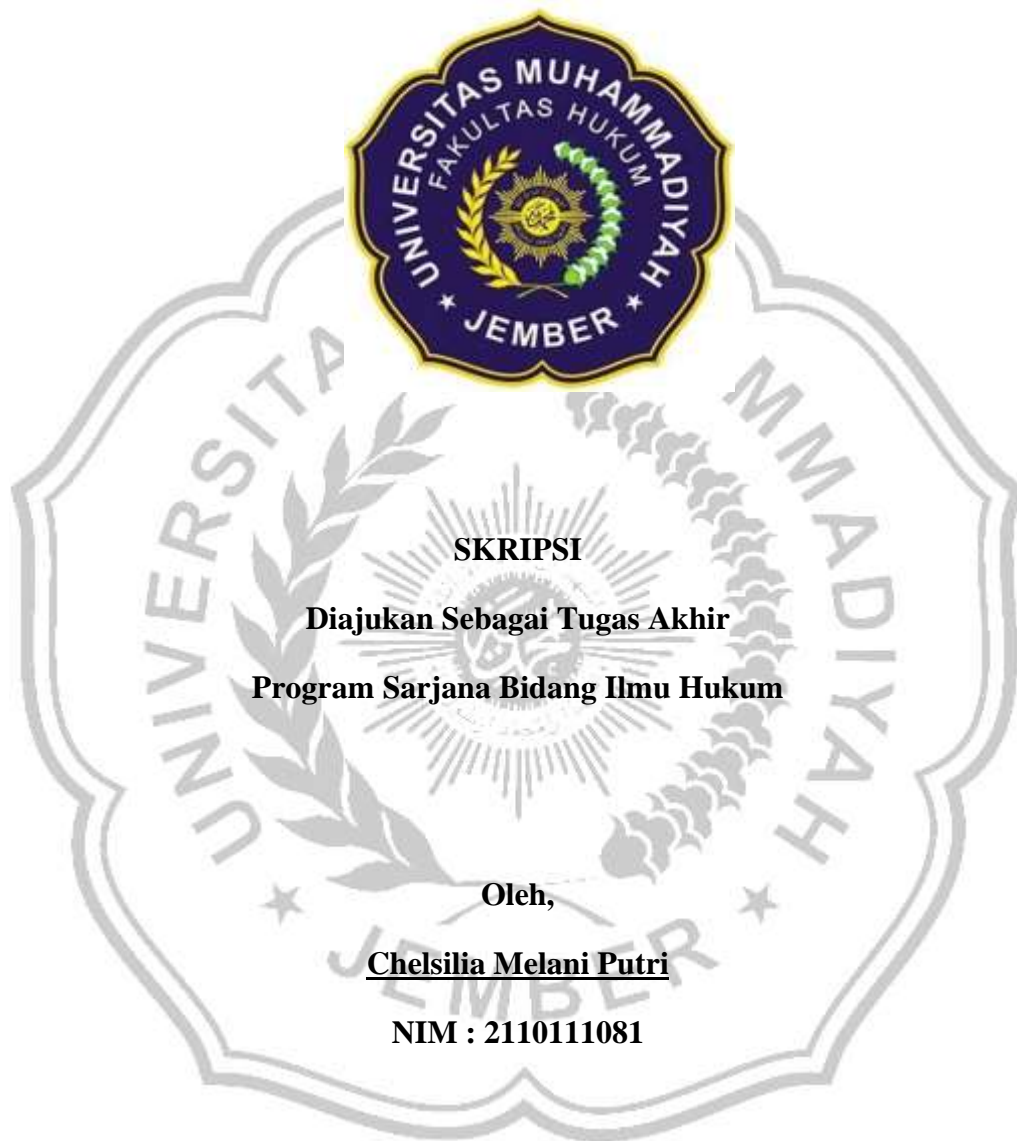 UNIVERSITAS MUHAMMADIYAH
FAKULTAS HUKUM
JEMBER
SKRIPSI
Diajukan Sebagai Tugas Akhir
Program Sarjana Bidang Ilmu Hukum
Oleh,
Chelsilia Melani Putri
NIM : 2110111081